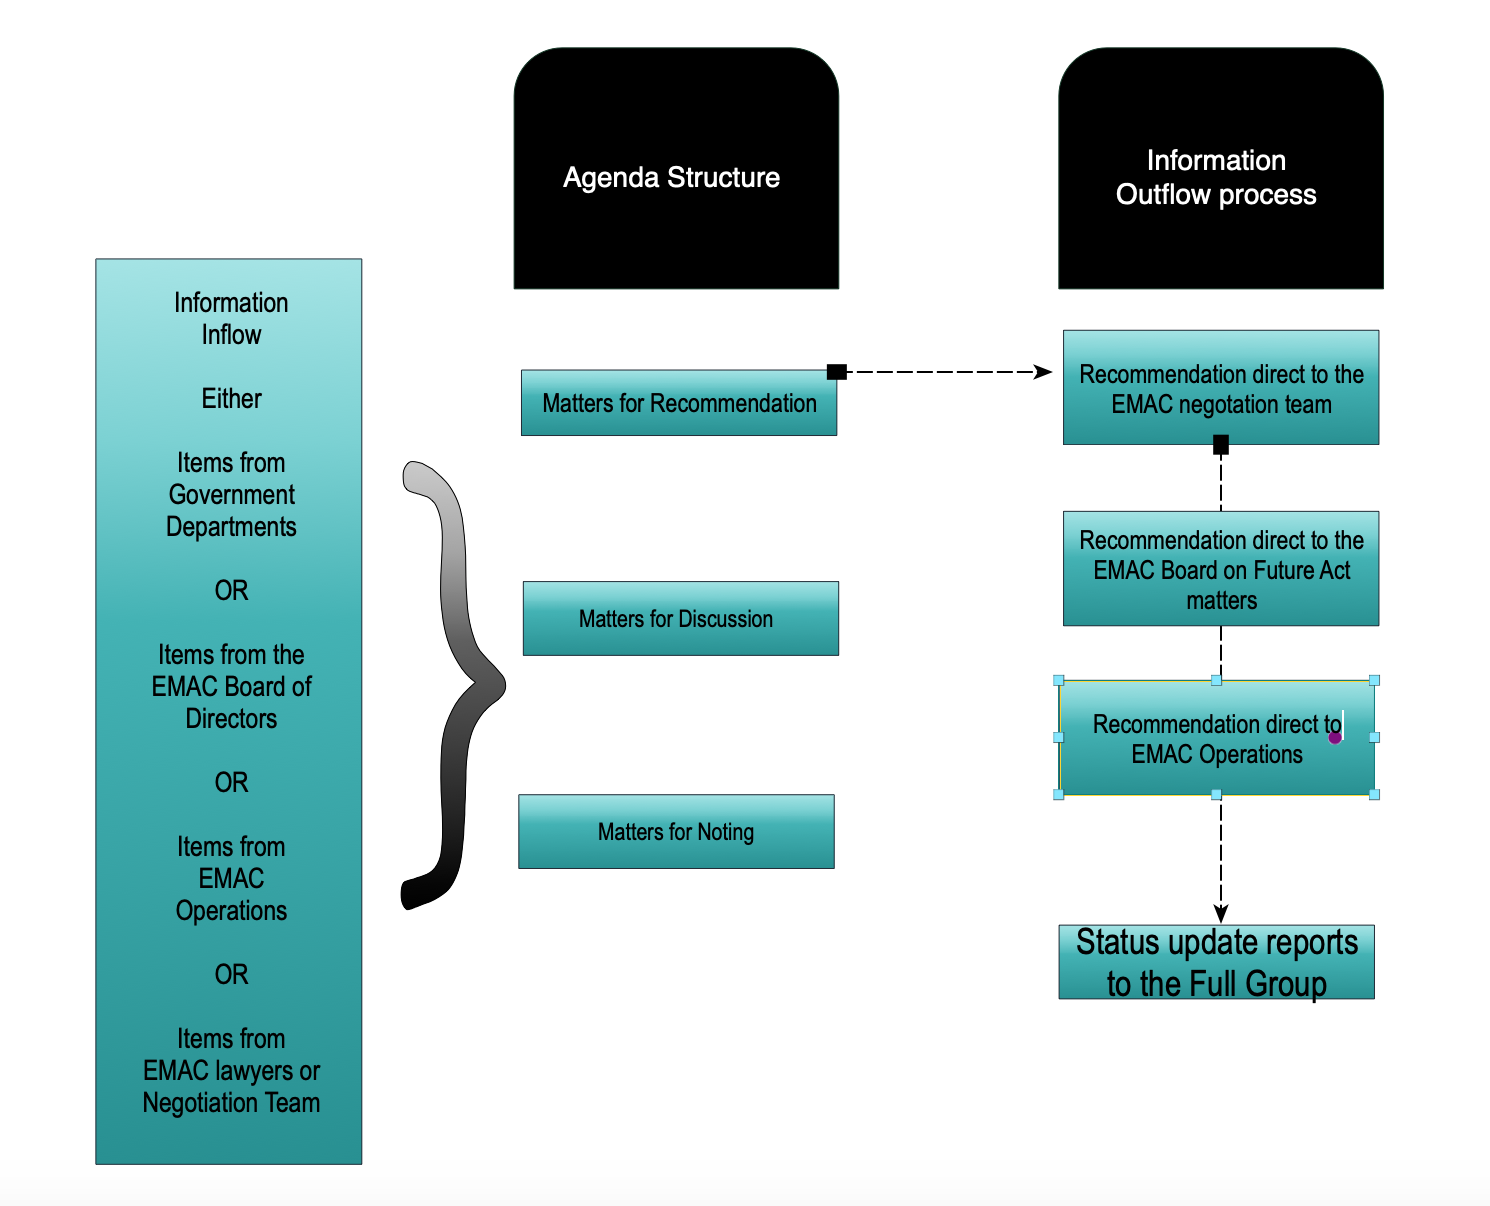 Agenda Structure
Information
Outflow process
Information
Inflow
Either
Items from
Government
Departments
OR
Items from the
EMAC Board of
Directors
OR
Items from
EMAC
Operations
OR
Items from
EMAC lawyers or
Negotiation Team
Matters for Recommendation
Matters for Discussion
Matters for Noting
Recommendation direct to the
EMAC negotation team
Recommendation direct to the
EMAC Board on Future Act
matters
Recommendation direct to
EMAC Operations
Status update reports
to the Full Group